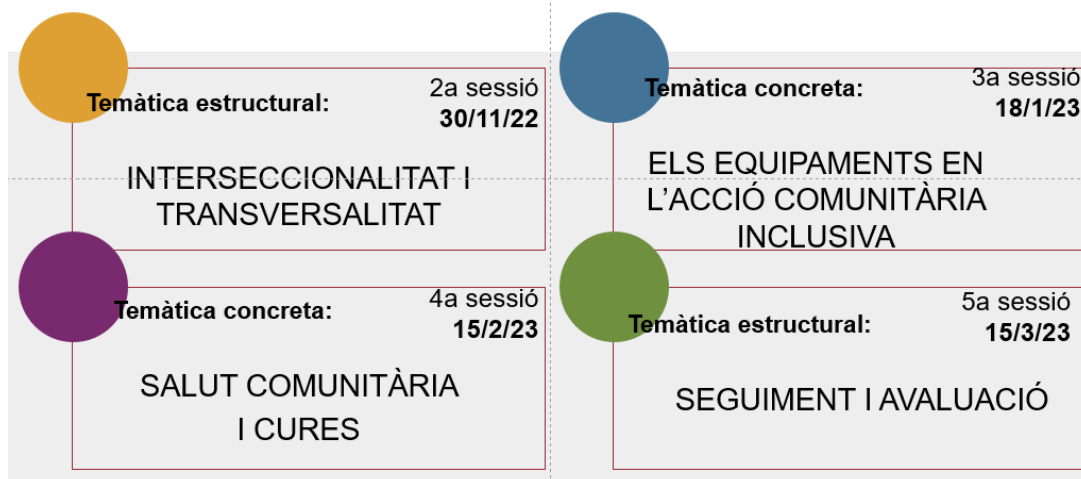 Temàtica estructural:
2a sessió
30/11/22
INTERSECCIONALITAT I
TRANSVERSALITAT
Temàtica concreta:
3a sessió
18/1/23
ELS EQUIPAMENTS EN
L’ACCIÓ COMUNITÀRIA
INCLUSIVA
Temàtica concreta:
4a sessió
15/2/23
SALUT COMUNITÀRIA
I CURES
Temàtica estructural:
5a sessió
15/3/23
SEGUIMENT I AVALUACIÓ